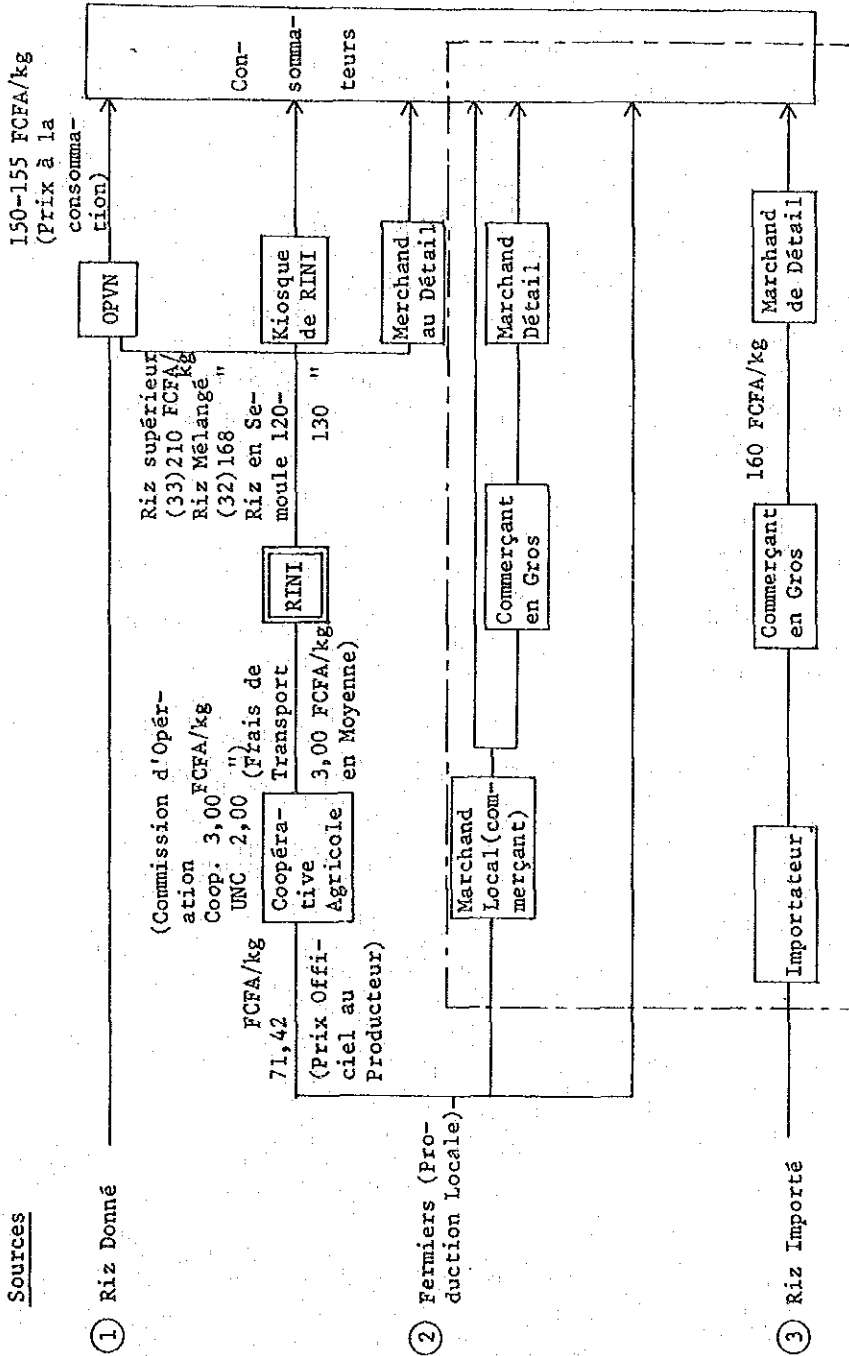 Sources
① Riz Donné
OPVN
150-155 FCFA/kg
(Prix à la
consomma-
tion)
Con-
somma-
teurs
(Commission d'Opér-
ation
Coop. 3,00 FCFA/kg
UNC 2,00 ")
FCFA/kg
71,42
(Prix Offi-
ciel au
Producteur)
Coopéra-
tive
Agricole
(Frais de
Transport
3,00 FCFA/kg
en Moyenne)
RINI
Riz supérieur
(33)210 FCFA/kg
Riz Mélangé
(32)168 "
Riz en Se-
moule 120-
130 "
Kiosque
de RINI
Merchand
au Détail
② Fermiers (Pro-
duction Locale)
Marchand
Local(com-
merçant)
Commerçant
en Gros
Marchand
Détail
③ Riz Importé
Importateur
Commerçant
en Gros
160 FCFA/kg
Marchand
de Détail